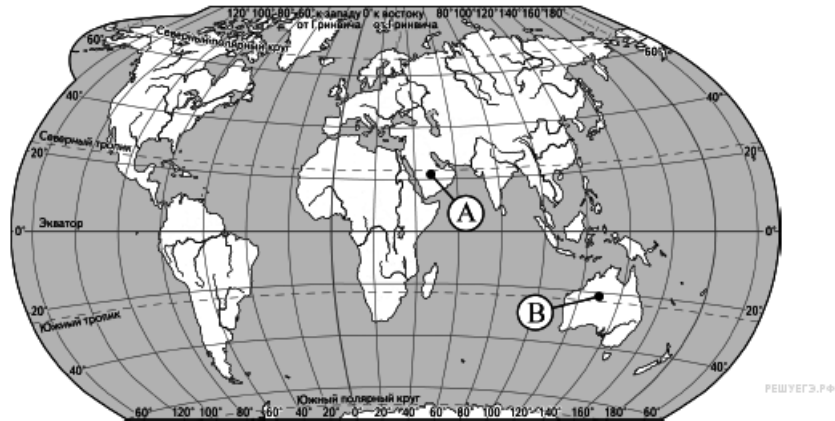 120° 100° 80° 60° к западу 0° к востоку 80° 100° 120° 140° 160° 180°
от Гринвича от Гринвича
Северный полярный круг
60° 60°
40° 40°
Северный тропик
20° 20°
A
Экватор
0° 0°
B
20° 20°
Южный тропик
40° 40°
РЕШУЕГЭ.РФ
Южный полярный круг
60° 120° 100° 80° 60° 40° 20° 0° 20° 40° 60° 80° 100° 120° 140° 160° 180° 60°